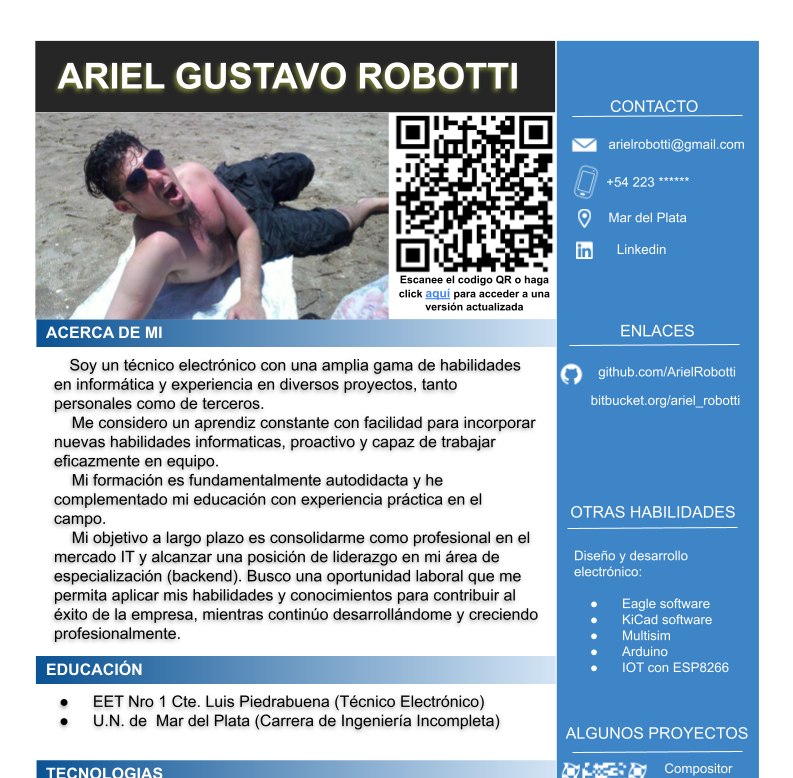 ARIEL GUSTAVO ROBOTTI
Escanee el codigo QR o haga
click aquí para acceder a una
versión actualizada
ACERCA DE MI
Soy un técnico electrónico con una amplia gama de habilidades
en informática y experiencia en diversos proyectos, tanto
personales como de terceros.
Me considero un aprendiz constante con facilidad para incorporar
nuevas habilidades informaticas, proactivo y capaz de trabajar
eficazmente en equipo.
Mi formación es fundamentalmente autodidacta y he
complementado mi educación con experiencia práctica en el
campo.
Mi objetivo a largo plazo es consolidarme como profesional en el
mercado IT y alcanzar una posición de liderazgo en mi área de
especialización (backend). Busco una oportunidad laboral que me
permita aplicar mis habilidades y conocimientos para contribuir al
éxito de la empresa, mientras continúo desarrollándome y creciendo
profesionalmente.
EDUCACIÓN
● EET Nro 1 Cte. Luis Piedrabuena (Técnico Electrónico)
● U.N. de Mar del Plata (Carrera de Ingeniería Incompleta)
TECNOLOGIAS
CONTACTO
arielrobotti@gmail.com
+54 223 ******
Mar del Plata
Linkedin
ENLACES
github.com/ArielRobotti
bitbucket.org/ariel_robotti
OTRAS HABILIDADES
Diseño y desarrollo
electrónico:
● Eagle software
● KiCad software
● Multisim
● Arduino
● IOT con ESP8266
ALGUNOS PROYECTOS
Compositor